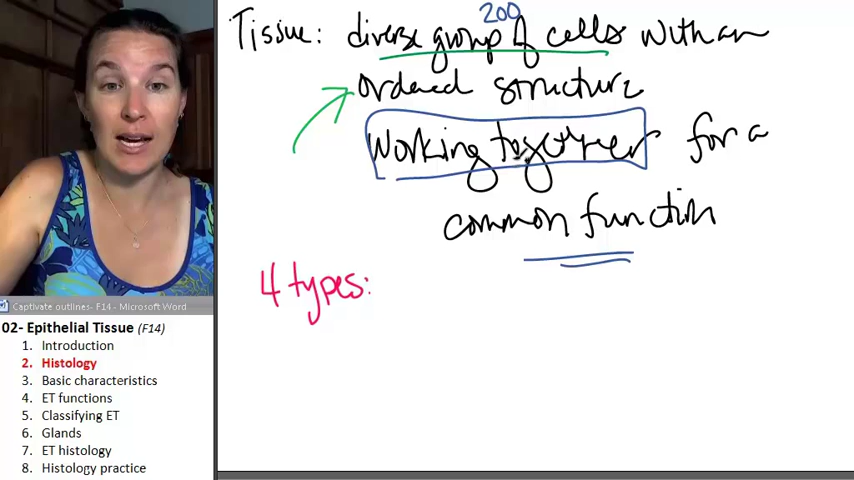 200
Tissue: diverse group of cells with an
ordered structure
Working together for a
common function
4 types:
Captivate outlines- F14 - Microsoft Word
02- Epithelial Tissue (F14)
1. Introduction
2. Histology
3. Basic characteristics
4. ET functions
5. Classifying ET
6. Glands
7. ET histology
8. Histology practice